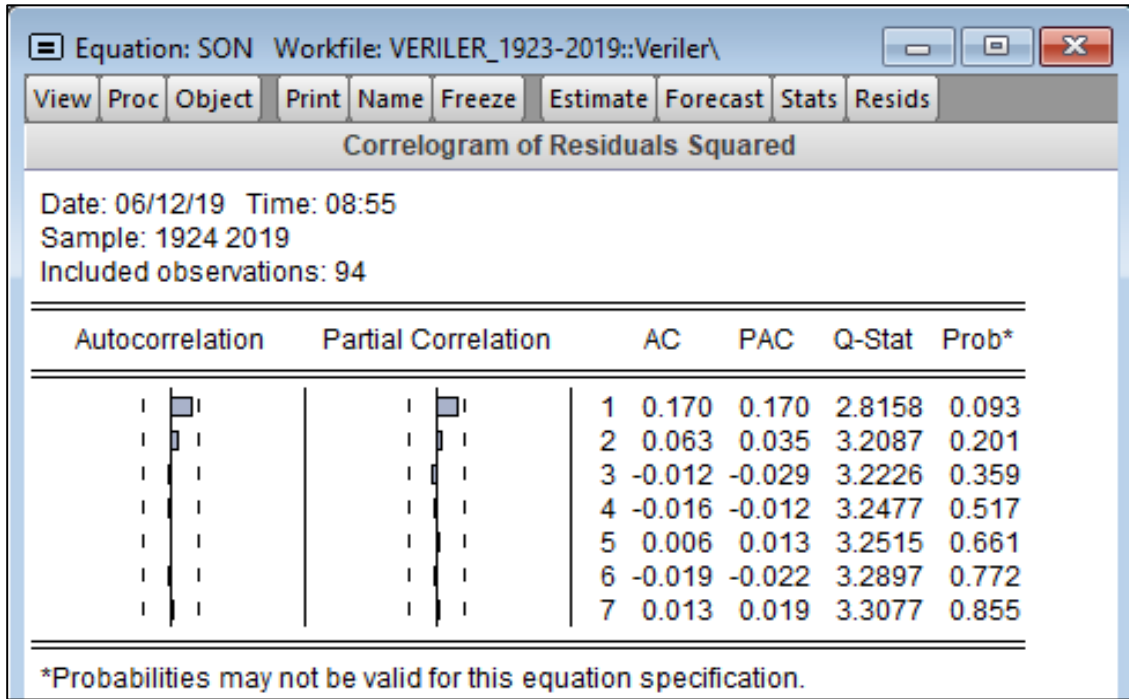 Equation: SON Workfile: VERILER_1923-2019::Veriler\
View Proc Object Print Name Freeze Estimate Forecast Stats Resids
Correlogram of Residuals Squared
Date: 06/12/19 Time: 08:55
Sample: 1924 2019
Included observations: 94
Autocorrelation Partial Correlation AC PAC Q-Stat Prob*
1 0.170 0.170 2.8158 0.093
2 0.063 0.035 3.2087 0.201
3 -0.012 -0.029 3.2226 0.359
4 -0.016 -0.012 3.2477 0.517
5 0.006 0.013 3.2515 0.661
6 -0.019 -0.022 3.2897 0.772
7 0.013 0.019 3.3077 0.855
*Probabilities may not be valid for this equation specification.